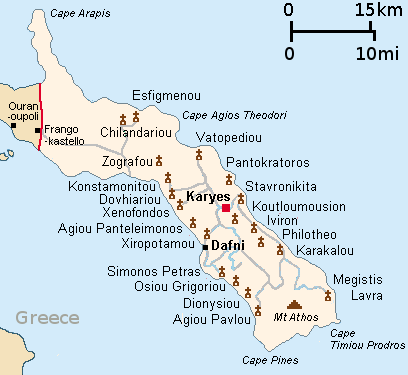 Cape Arapis
0
15km
0
10mi
Esfigmenou
Cape Agios Theodori
Ouran
-oupoli
Frango
-kastello
Chilandariou
Vatopediou
Zografou
Pantokratoros
Konstamonitou
Stavronikita
Dovhiariou
Karyes
Xenofondos
Koutloumousion
Agiou Panteleimonos
Iviron
Xiropotamou
Philotheo
Dafni
Karakalou
Simonos Petras
Osiou Grigoriou
Megistis
Lavra
Dionysiou
Agiou Pavlou
Mt Athos
Greece
Cape
Timiou Prodros
Cape Pines